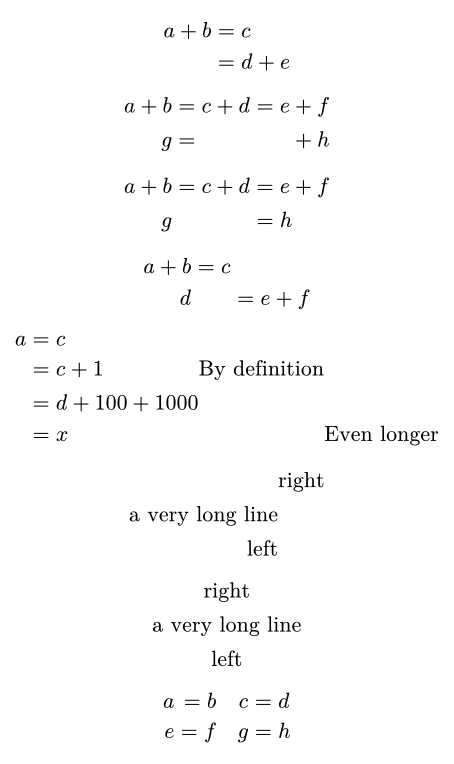 a + b = c
= d + e
a + b = c + d = e + f
g = + h
a + b = c + d = e + f
g = h
a + b = c
d = e + f
a = c
= c + 1 By definition
= d + 100 + 1000
= x Even longer
right
a very long line
left
right
a very long line
left
a = b c = d
e = f g = h